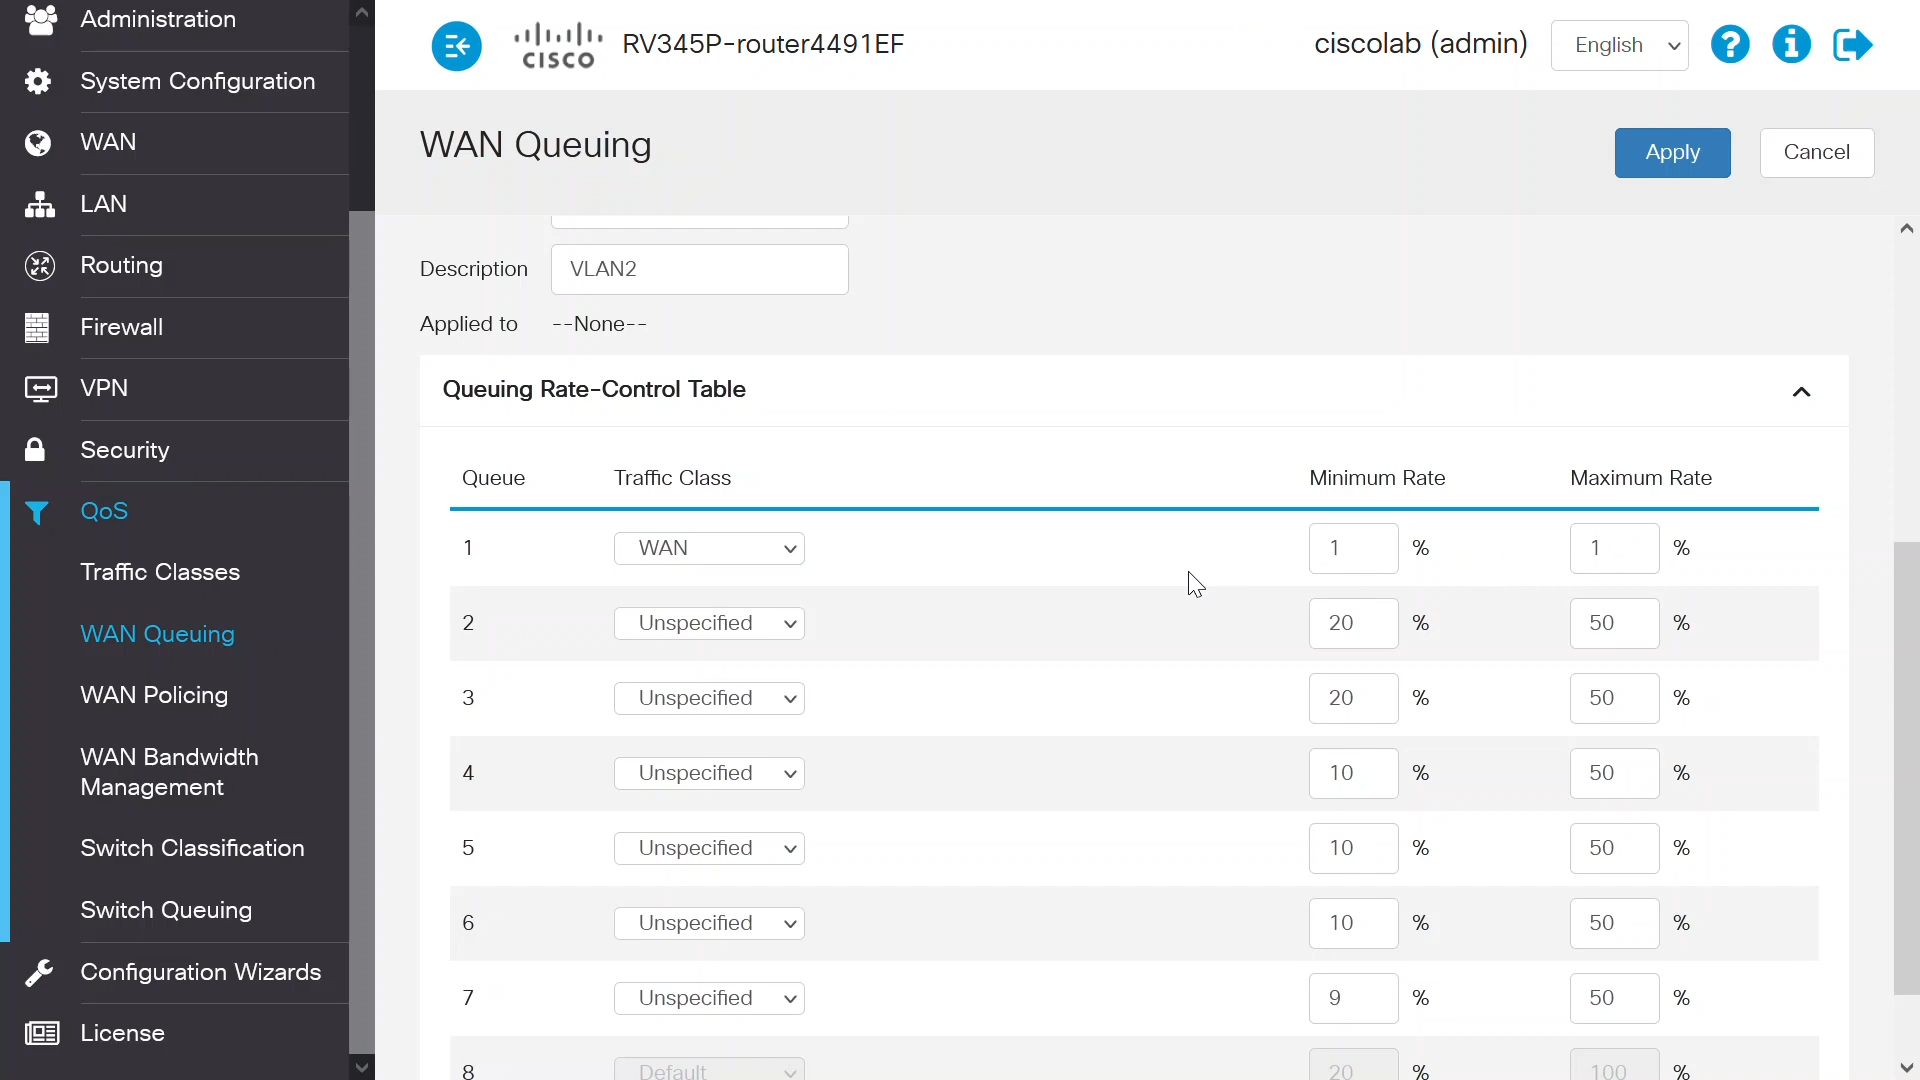 Administration
System Configuration
WAN
LAN
Routing
Firewall
VPN
Security
QoS
Traffic Classes
WAN Queuing
WAN Policing
WAN Bandwidth
Management
Switch Classification
Switch Queuing
Configuration Wizards
License
CISCO RV345P-router4491EF ciscolab (admin) English ? i
WAN Queuing Apply Cancel
Description VLAN2
Applied to --None--
Queuing Rate-Control Table
Queue Traffic Class Minimum Rate Maximum Rate
1 WAN 1 % 1 %
2 Unspecified 20 % 50 %
3 Unspecified 20 % 50 %
4 Unspecified 10 % 50 %
5 Unspecified 10 % 50 %
6 Unspecified 10 % 50 %
7 Unspecified 9 % 50 %
8 Default 20 % 100 %